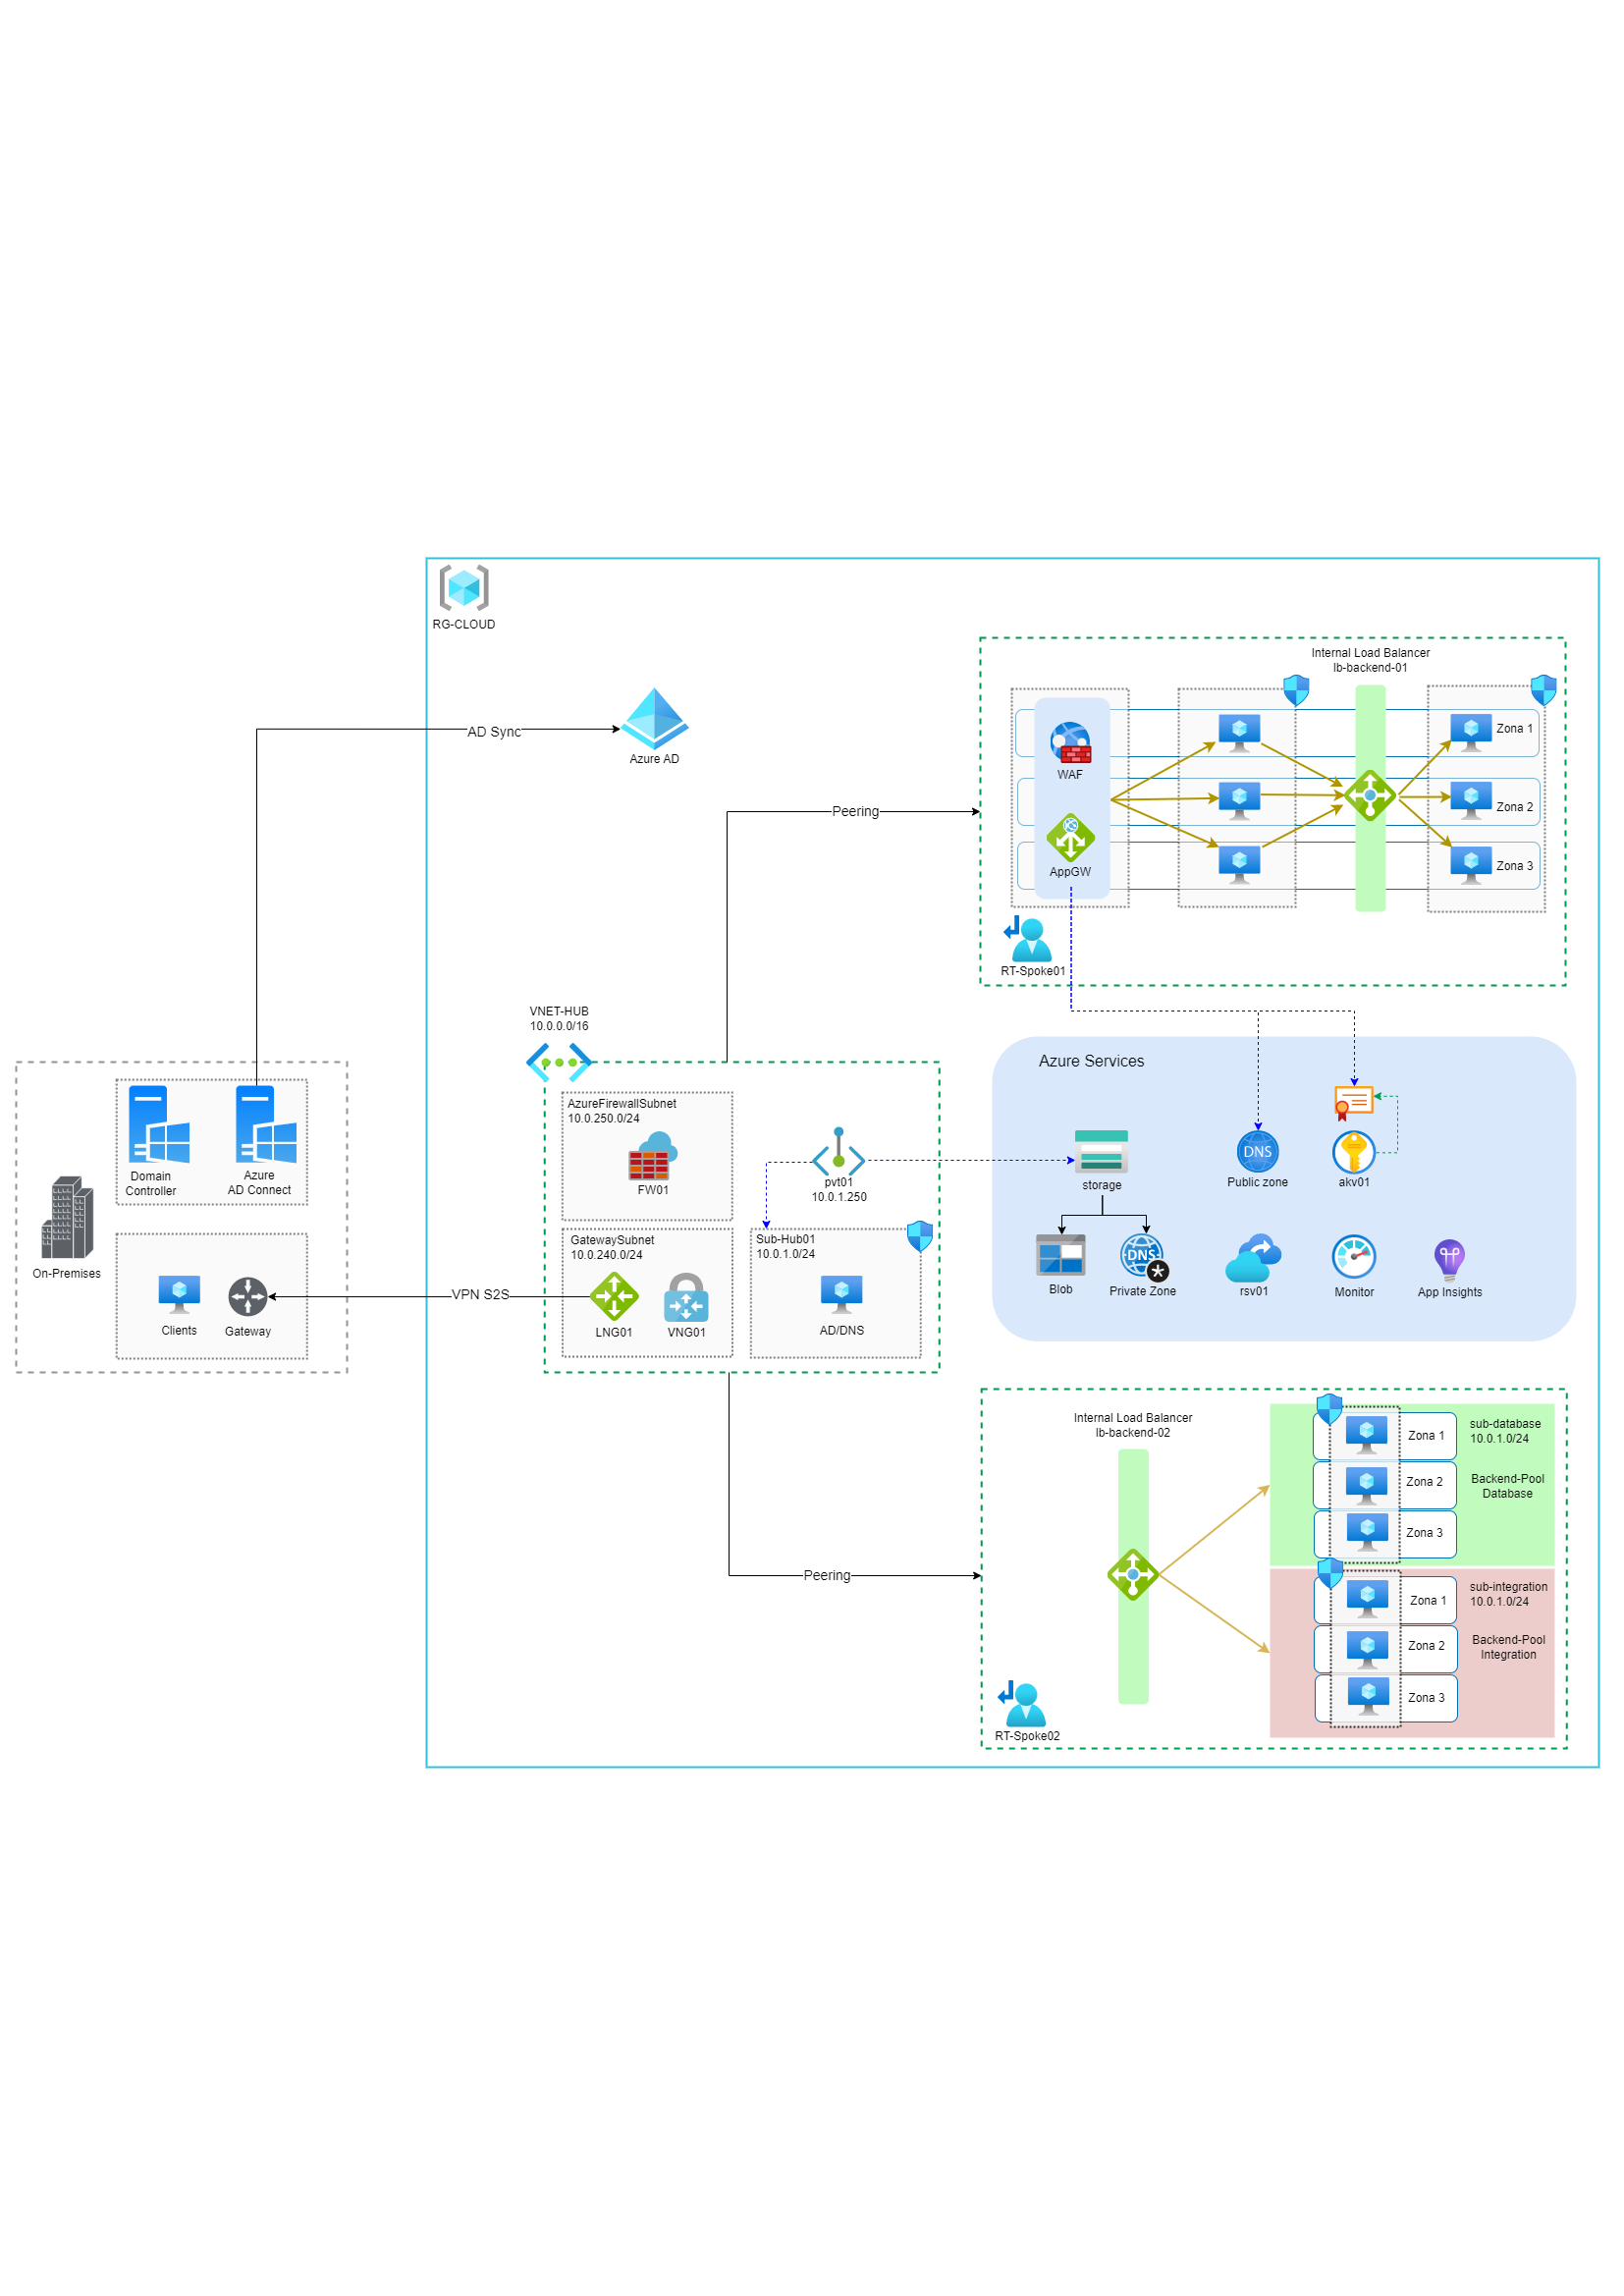 RG-CLOUD
Internal Load Balancer
lb-backend-01
WAF
AppGW
Zona 1
Zona 2
Zona 3
RT-Spoke01
AD Sync
Azure AD
Peering
VNET-HUB
10.0.0.0/16
Domain
Controller
Azure
AD Connect
On-Premises
Clients
Gateway
VPN S2S
AzureFirewallSubnet
10.0.250.0/24
FW01
pvt01
10.0.1.250
GatewaySubnet
10.0.240.0/24
LNG01
VNG01
Sub-Hub01
10.0.1.0/24
AD/DNS
Azure Services
storage
DNS
Public zone
akv01
Blob
DNS
Private Zone
rsv01
Monitor
App Insights
Peering
Internal Load Balancer
lb-backend-02
Zona 1
Zona 2
Zona 3
sub-database
10.0.1.0/24
Backend-Pool
Database
Zona 1
Zona 2
Zona 3
sub-integration
10.0.1.0/24
Backend-Pool
Integration
RT-Spoke02